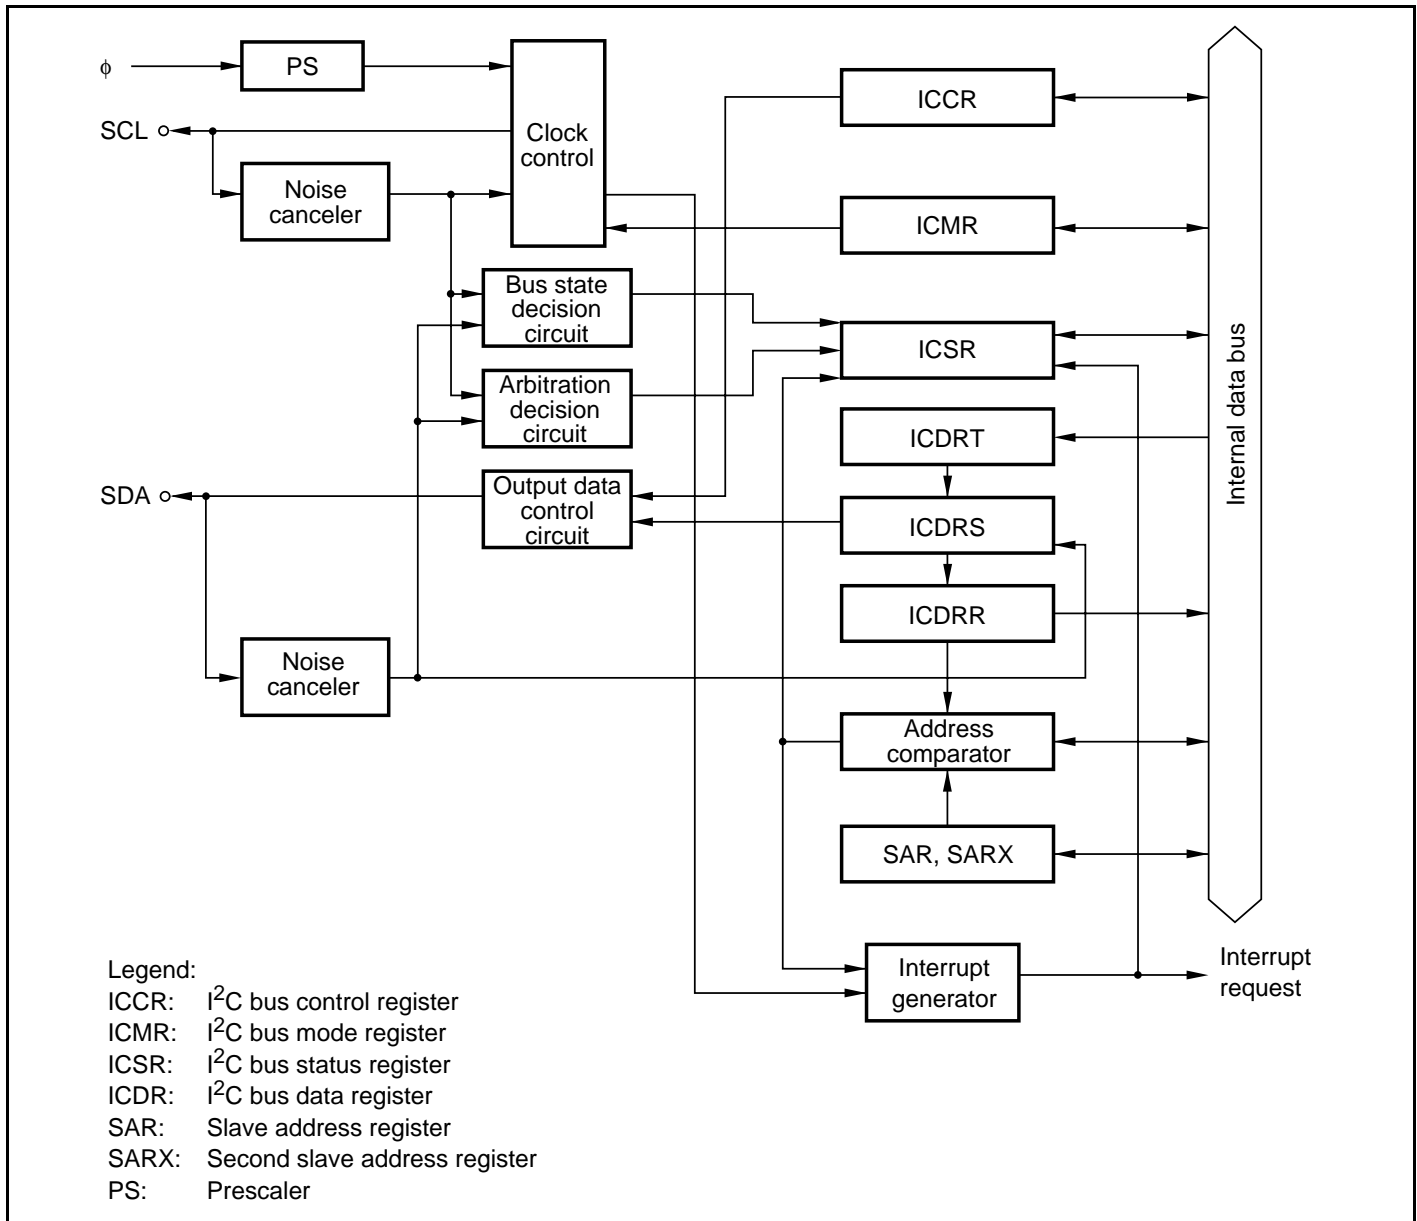 ϕ
PS
SCL
Clock
control
Noise
canceler
ICCR
ICMR
Bus state
decision
circuit
ICSR
Arbitration
decision
circuit
ICDRT
SDA
Output data
control
circuit
ICDRS
ICDRR
Noise
canceler
Address
comparator
SAR, SARX
Internal data bus
Interrupt
generator
Interrupt
request
Legend:
ICCR: I²C bus control register
ICMR: I²C bus mode register
ICSR: I²C bus status register
ICDR: I²C bus data register
SAR: Slave address register
SARX: Second slave address register
PS: Prescaler